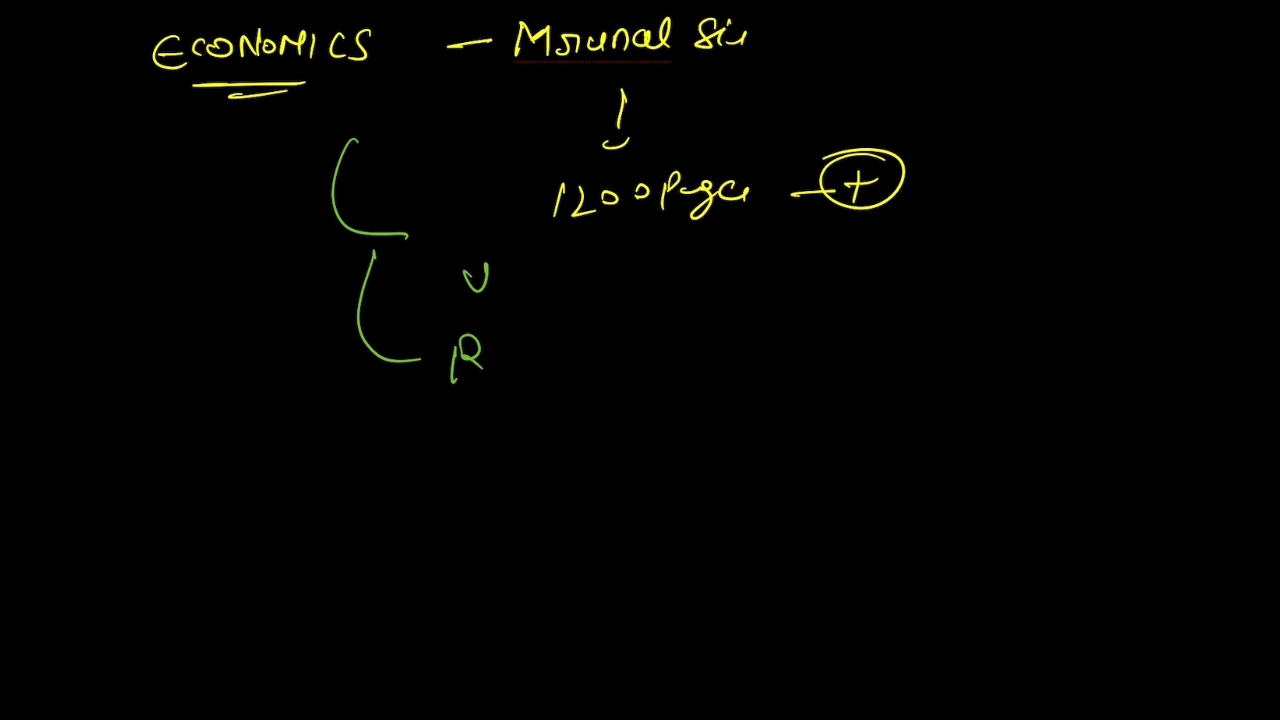 ECONOMICS — Mrunal Sir
1200 Pages — +
U
R